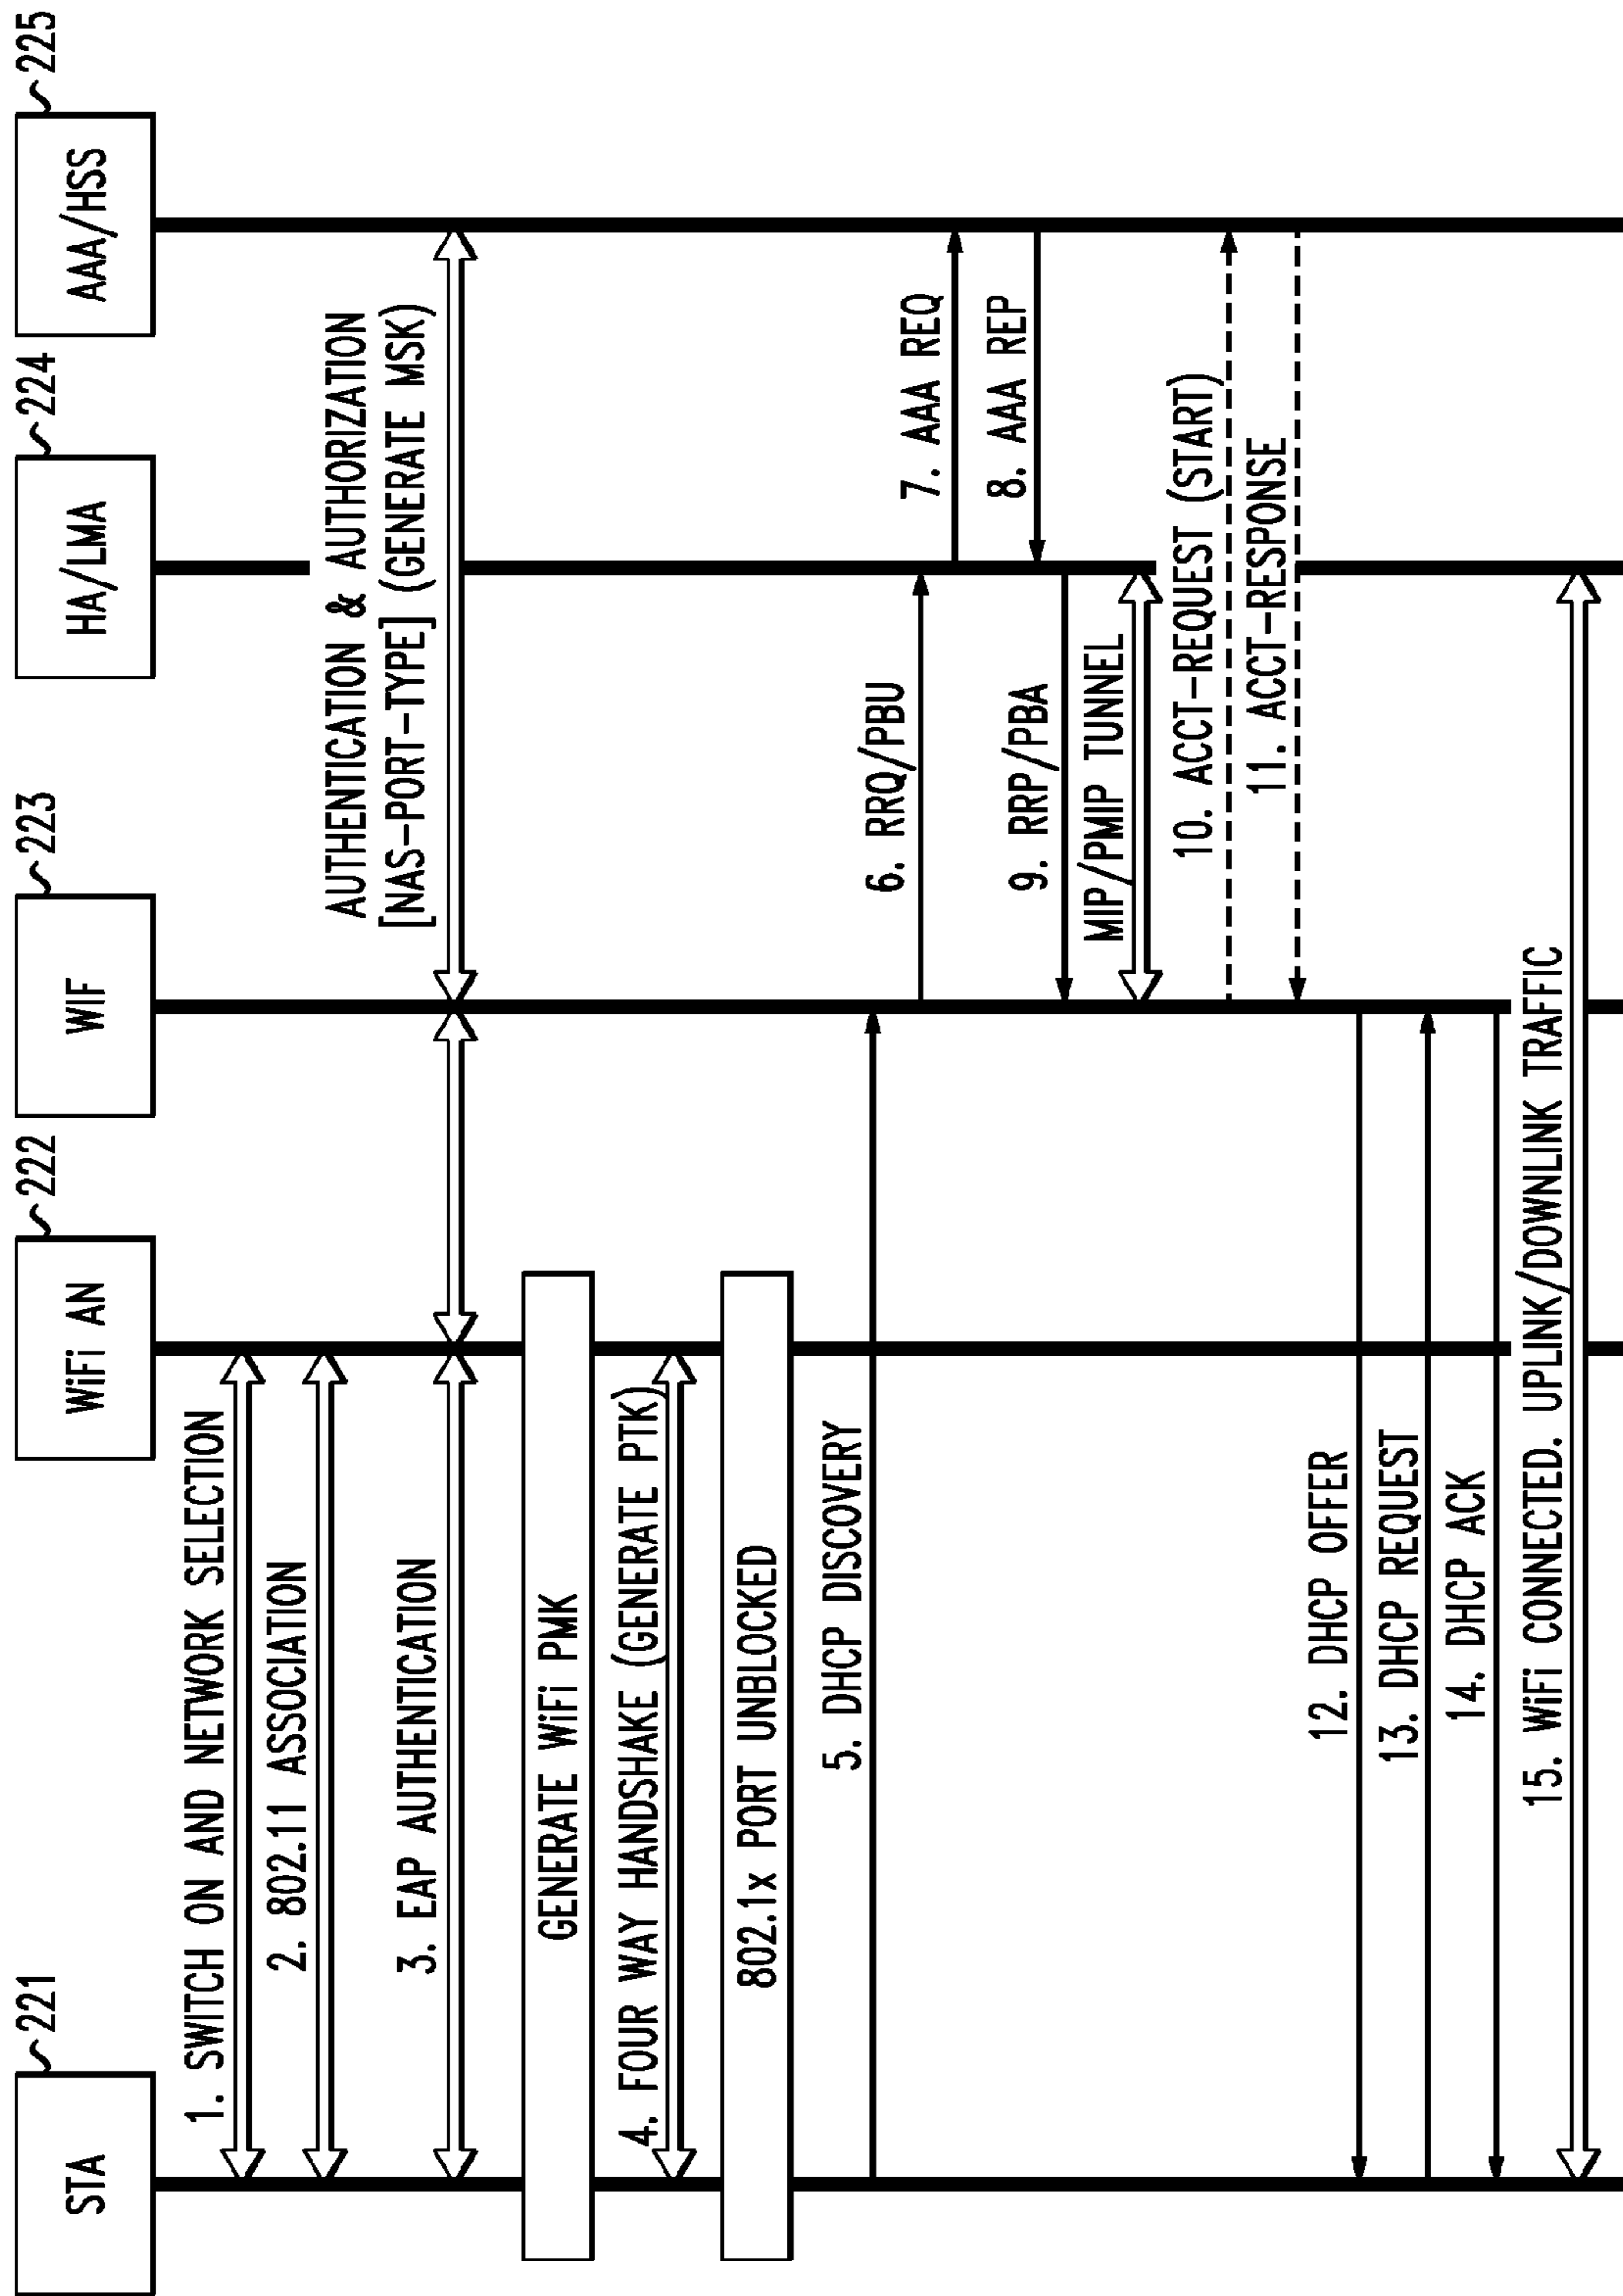 STA
221
WiFi AN
222
WIF
223
HA/LMA
224
AAA/HSS
225
1. SWITCH ON AND NETWORK SELECTION
2. 802.11 ASSOCIATION
AUTHENTICATION & AUTHORIZATION
[NAS-PORT-TYPE] (GENERATE MSK)
3. EAP AUTHENTICATION
GENERATE WiFi PMK
4. FOUR WAY HANDSHAKE (GENERATE PTK)
802.1x PORT UNBLOCKED
5. DHCP DISCOVERY
6. RRQ/PBU
7. AAA REQ
8. AAA REP
9. RRP/PBA
MIP/PMIP TUNNEL
10. ACCT-REQUEST (START)
11. ACCT-RESPONSE
12. DHCP OFFER
13. DHCP REQUEST
14. DHCP ACK
15. WiFi CONNECTED. UPLINK/DOWNLINK TRAFFIC